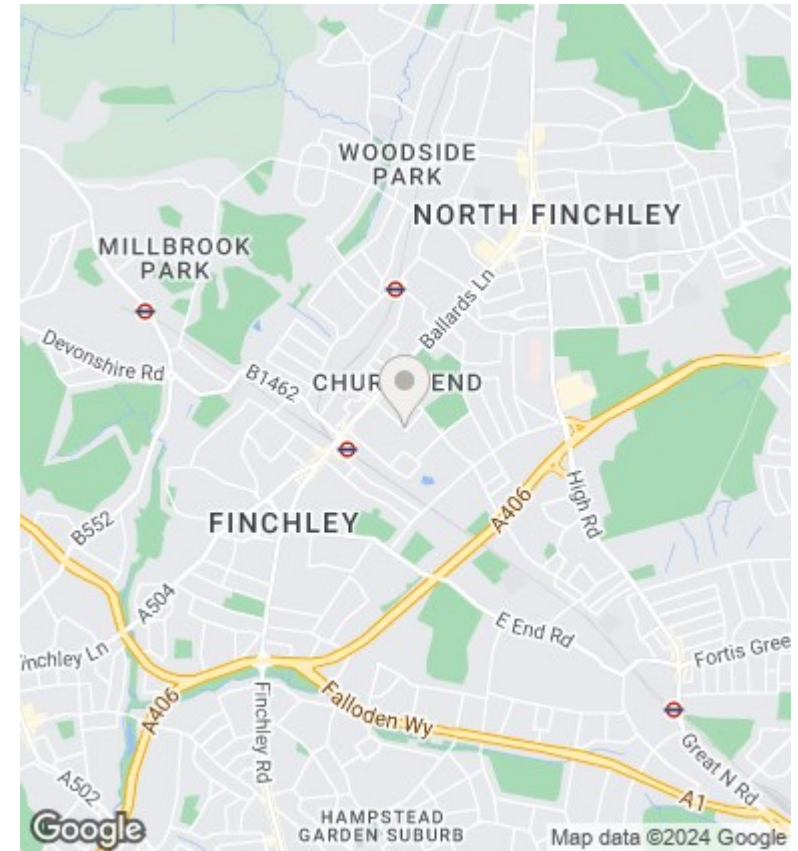 WOODSIDE
PARK
NORTH FINCHLEY
MILLBROOK
PARK
Ballards Ln
Devonshire Rd
B1462
CHUR END
A406
High Rd
FINCHLEY
B552
A504
E End Rd
Fortis Gree
inchley Ln
A406
Finchley Rd
Falloden Wy
Great N Rd
A502
A1
HAMPSTEAD
GARDEN SUBURB
Google
Map data ©2024 Google